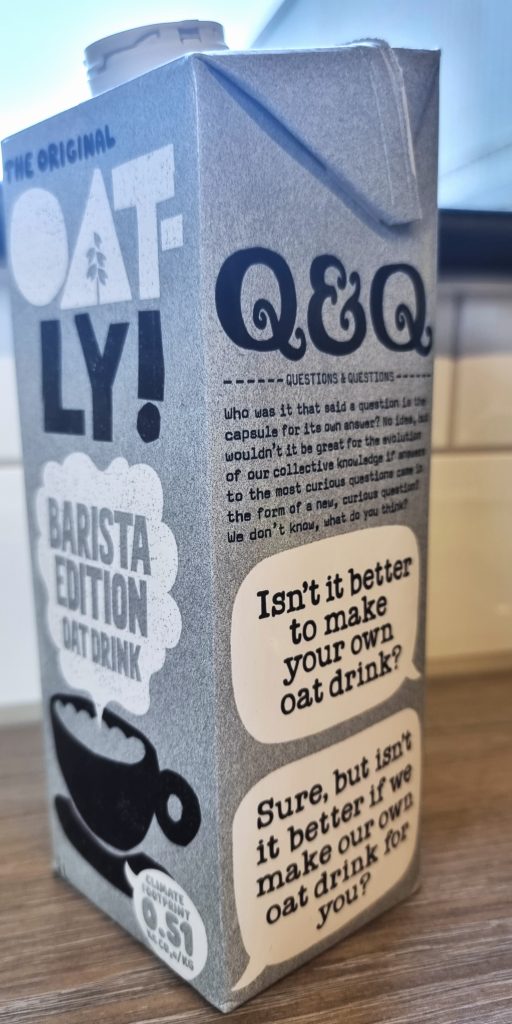 THE ORIGINAL
OAT-
LY!
BARISTA
EDITION
OAT DRINK
CLIMATE
FOOTPRINT
0.51
KG CO₂e/KG
Q&Q
QUESTIONS & QUESTIONS
Who was it that said a question is the
capsule for its own answer? No idea, but
wouldn't it be great for the evolution
of our collective knowledge if answers
to the most curious questions came in
the form of a new, curious question?
We don't know, what do you think?
Isn't it better
to make
your own
oat drink?
Sure, but isn't
it better if we
make our own
oat drink for
you?